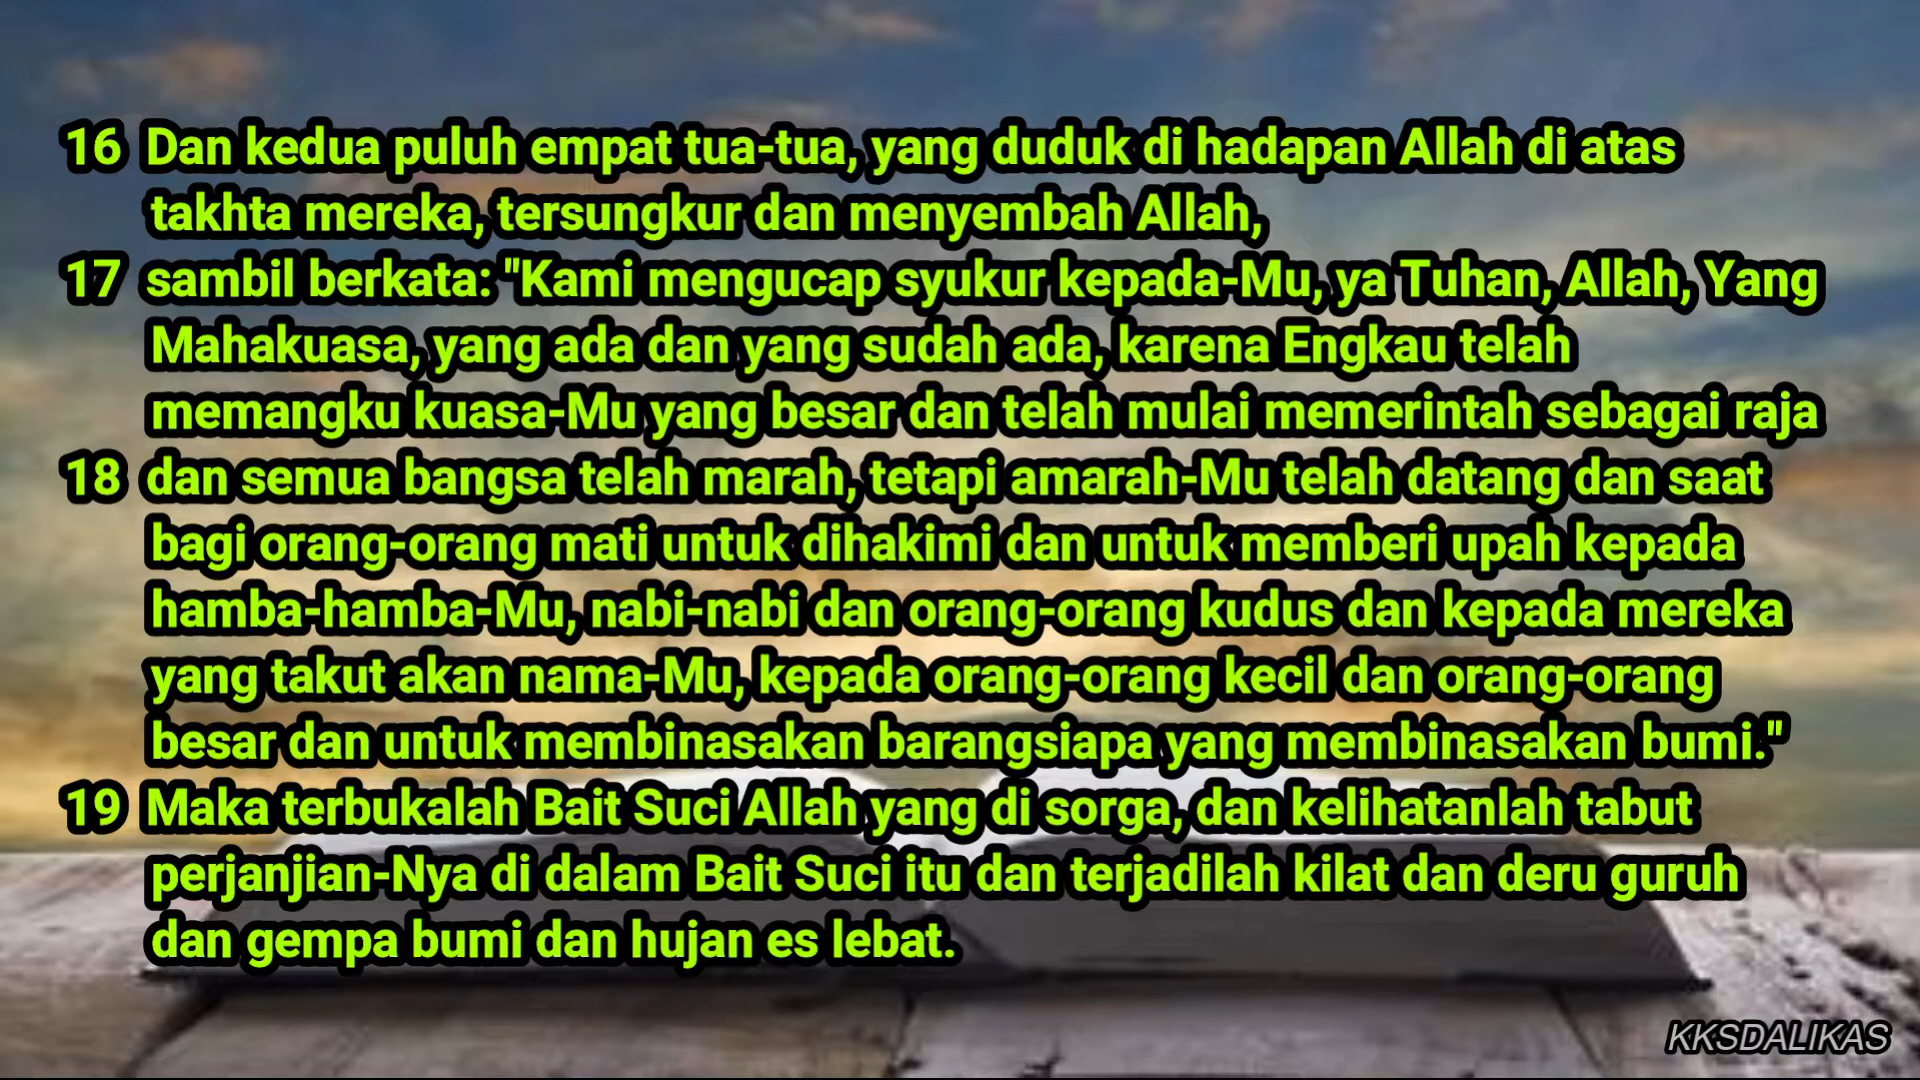 16 Dan kedua puluh empat tua-tua, yang duduk di hadapan Allah di atas
takhta mereka, tersungkur dan menyembah Allah,
17 sambil berkata: "Kami mengucap syukur kepada-Mu, ya Tuhan, Allah, Yang
Mahakuasa, yang ada dan yang sudah ada, karena Engkau telah
memangku kuasa-Mu yang besar dan telah mulai memerintah sebagai raja
18 dan semua bangsa telah marah, tetapi amarah-Mu telah datang dan saat
bagi orang-orang mati untuk dihakimi dan untuk memberi upah kepada
hamba-hamba-Mu, nabi-nabi dan orang-orang kudus dan kepada mereka
yang takut akan nama-Mu, kepada orang-orang kecil dan orang-orang
besar dan untuk membinasakan barangsiapa yang membinasakan bumi."
19 Maka terbukalah Bait Suci Allah yang di sorga, dan kelihatanlah tabut
perjanjian-Nya di dalam Bait Suci itu dan terjadilah kilat dan deru guruh
dan gempa bumi dan hujan es lebat.
KKSDALIKAS